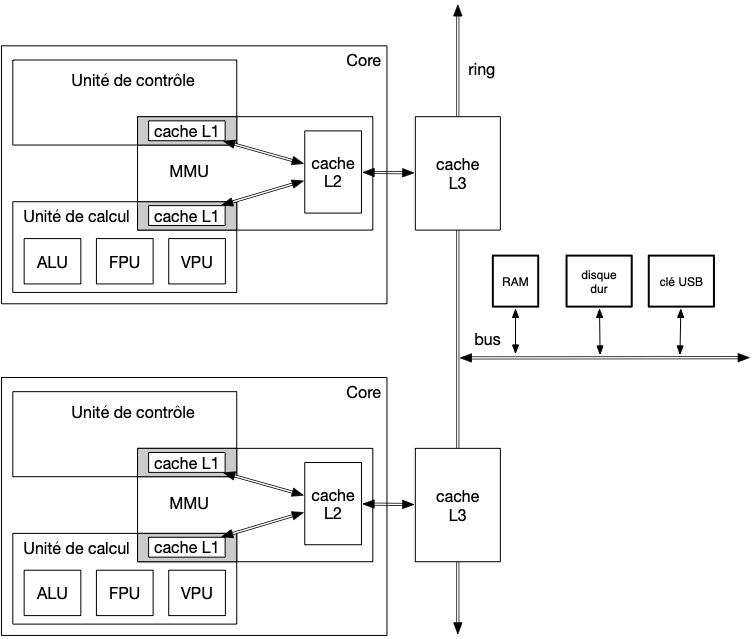 Core
ring
Unité de contrôle
cache L1
MMU
cache
L2
cache
L3
cache L1
Unité de calcul
ALU
FPU
VPU
RAM
disque
dur
clé USB
bus
Core
Unité de contrôle
cache L1
MMU
cache
L2
cache
L3
cache L1
Unité de calcul
ALU
FPU
VPU